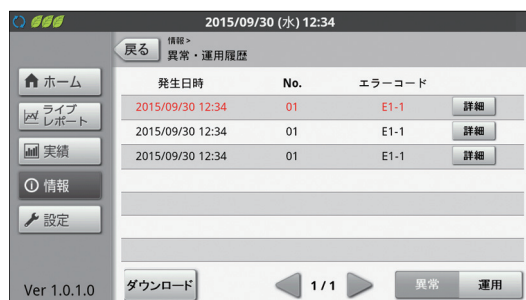 2015/09/30 (水) 12:34
戻る
情報>
異常・運用履歴
ホーム
ライブ
レポート
実績
情報
設定
Ver 1.0.1.0
発生日時 No. エラーコード
2015/09/30 12:34 01 E1-1 詳細
2015/09/30 12:34 01 E1-1 詳細
2015/09/30 12:34 01 E1-1 詳細
ダウンロード 1/1 異常 運用